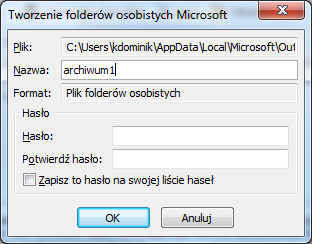 Tworzenie folderów osobistych Microsoft
Plik: C:\Users\kdominik\AppData\Local\Microsoft\Out
Nazwa: archiwum1
Format: Plik folderów osobistych
Hasło
Hasło:
Potwierdź hasło:
Zapisz to hasło na swojej liście haseł
OK Anuluj